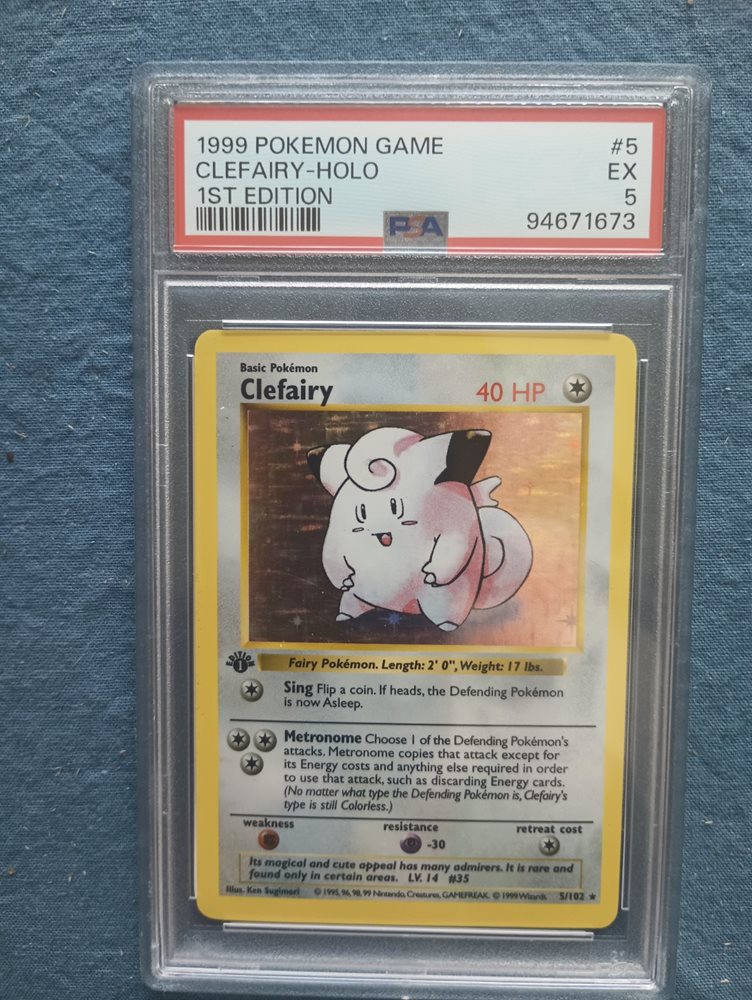 1999 POKEMON GAME #5
CLEFAIRY-HOLO EX
1ST EDITION 5
PSA 94671673
Basic Pokémon
Clefairy 40 HP
EDITION
1
Fairy Pokémon. Length: 2' 0", Weight: 17 lbs.
Sing Flip a coin. If heads, the Defending Pokémon
is now Asleep.
Metronome Choose 1 of the Defending Pokémon's
attacks. Metronome copies that attack except for
its Energy costs and anything else required in order
to use that attack, such as discarding Energy cards.
(No matter what type the Defending Pokémon is, Clefairy's
type is still Colorless.)
weakness resistance retreat cost
-30
Its magical and cute appeal has many admirers. It is rare and
found only in certain areas. LV. 14 #35
Illus. Ken Sugimori © 1995, 96, 98, 99 Nintendo, Creatures, GAMEFREAK. © 1999 Wizards. 5/102 ★